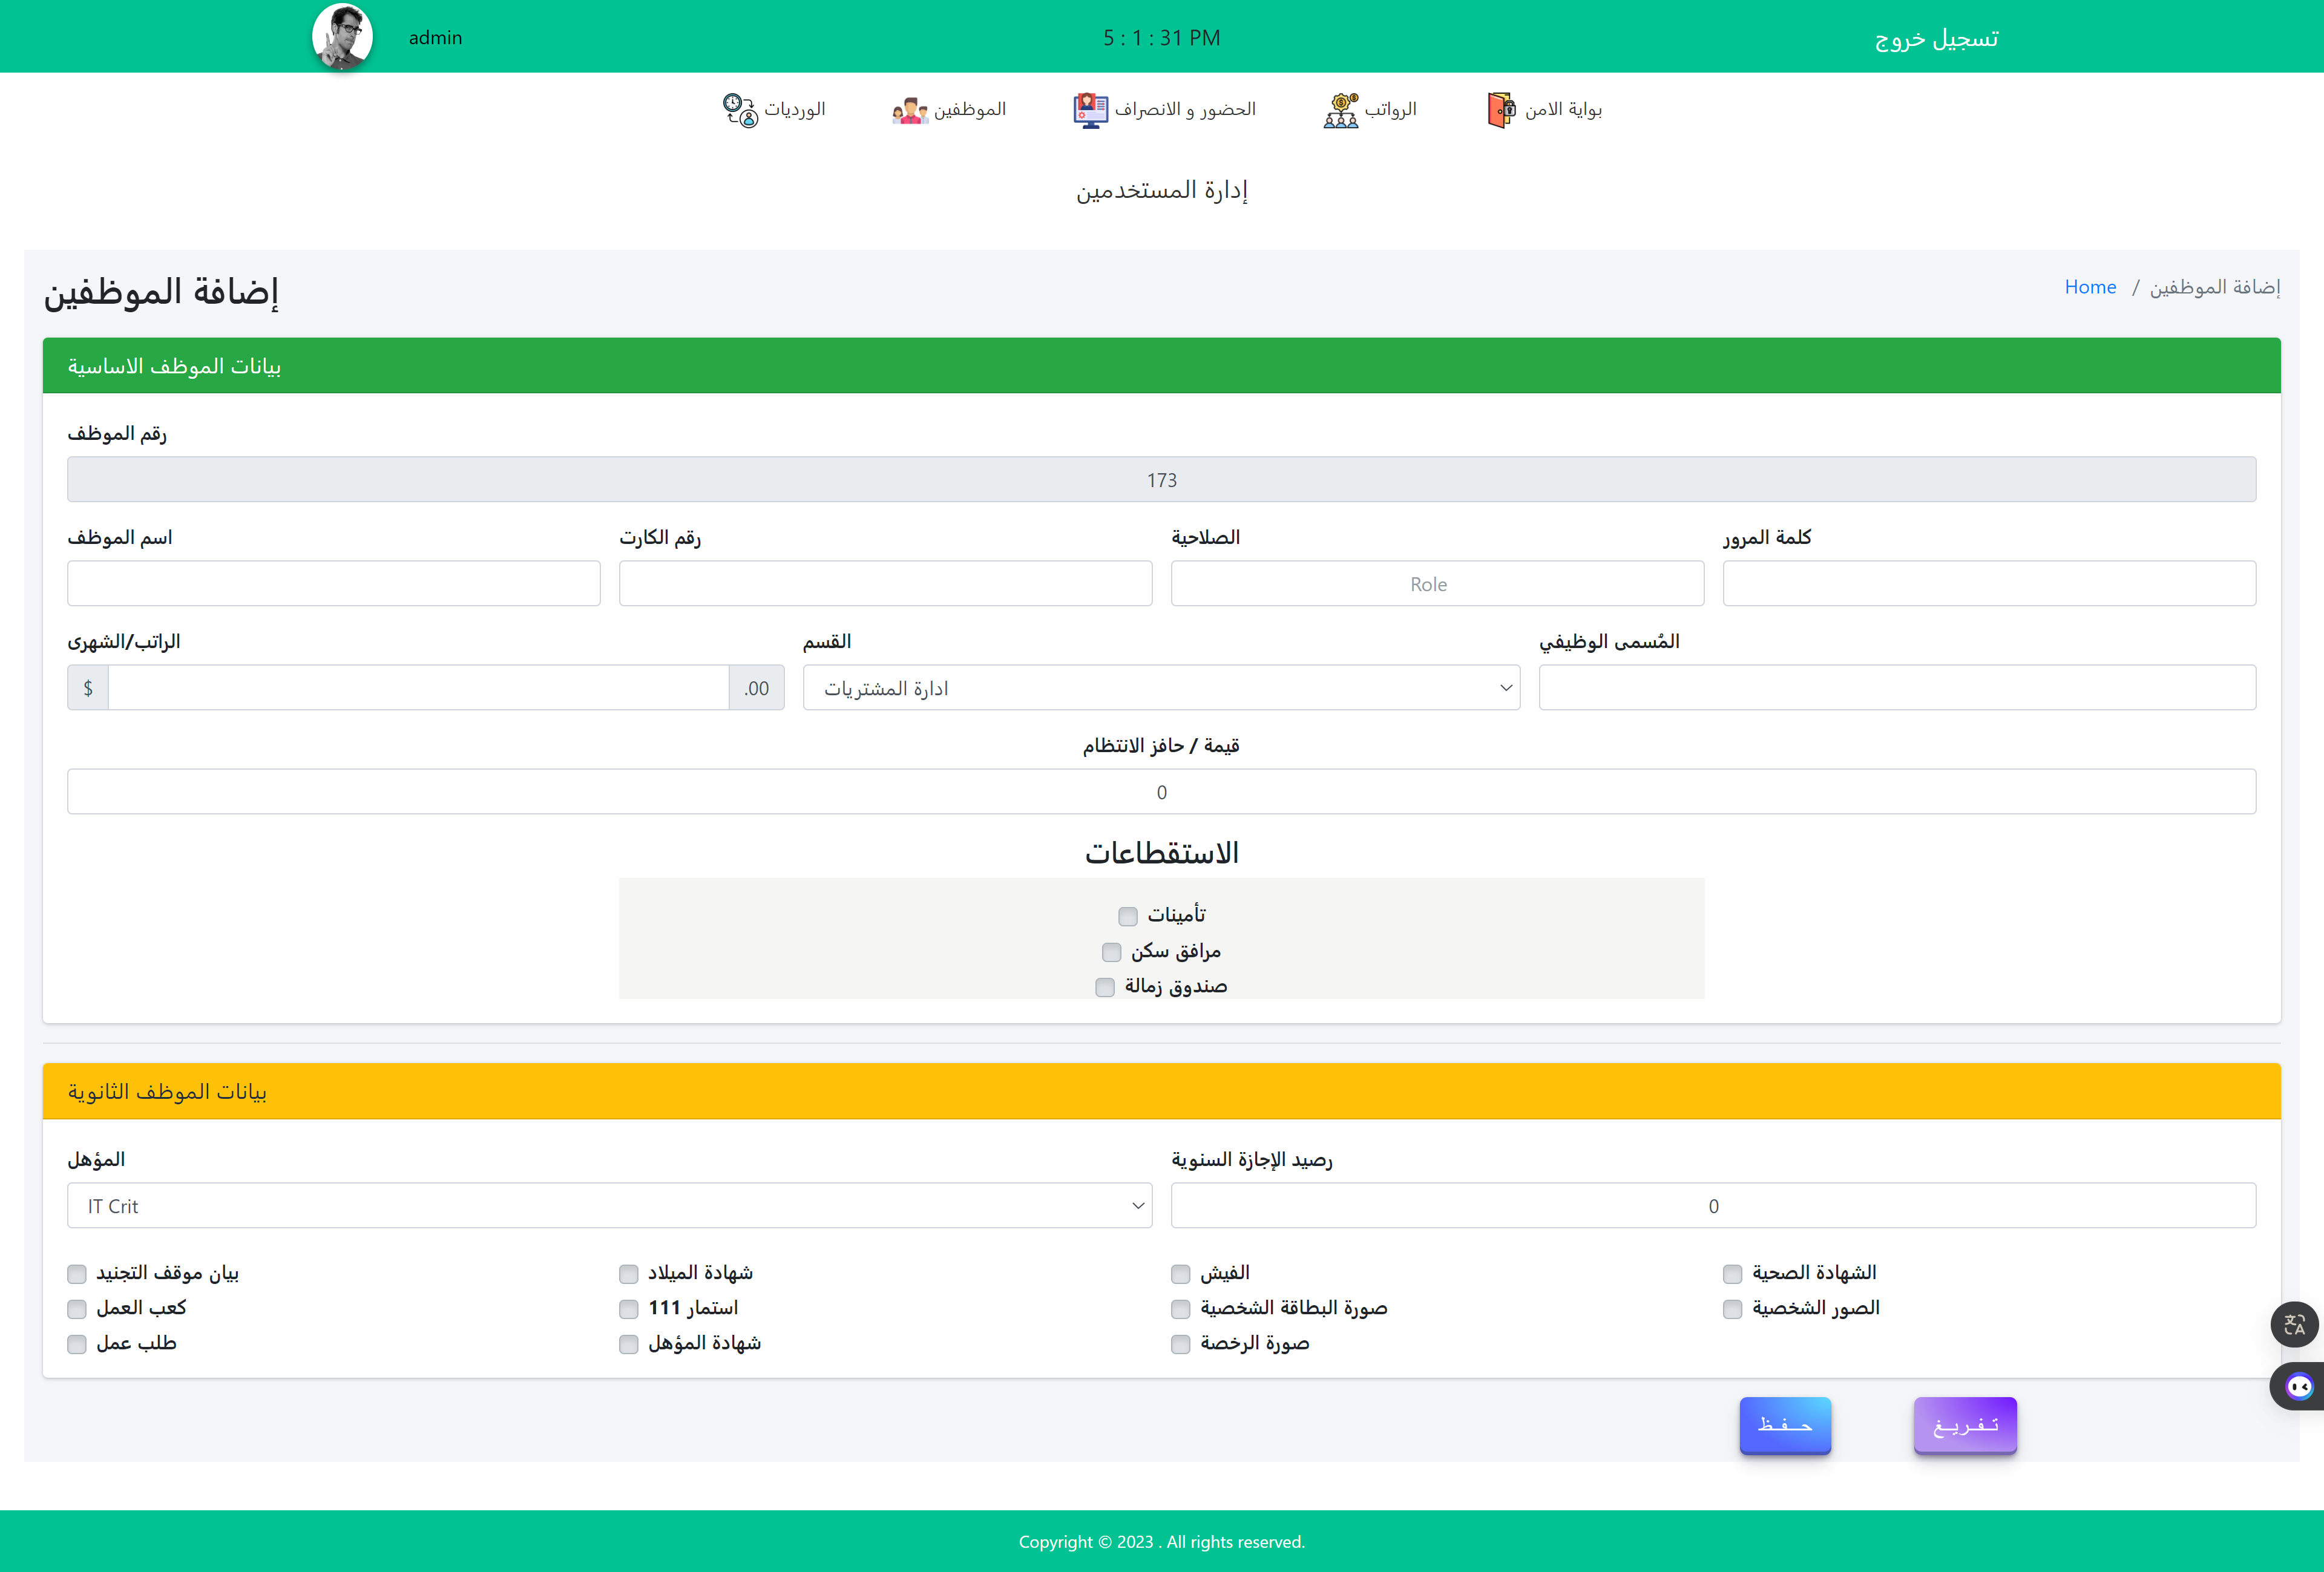 admin
5 : 1 : 31 PM
تسجيل خروج
الورديات
الموظفين
الحضور و الانصراف
الرواتب
بوابة الامن
إدارة المستخدمين
إضافة الموظفين
Home / إضافة الموظفين
بيانات الموظف الاساسية
رقم الموظف
173
اسم الموظف
رقم الكارت
الصلاحية
كلمة المرور
Role
الراتب/الشهرى
القسم
المُسمى الوظيفي
$
.00
ادارة المشتريات
قيمة / حافز الانتظام
0
الاستقطاعات
تأمينات
مرافق سكن
صندوق زمالة
بيانات الموظف الثانوية
المؤهل
رصيد الإجازة السنوية
IT Crit
0
بيان موقف التجنيد
شهادة الميلاد
الفيش
الشهادة الصحية
كعب العمل
استمار 111
صورة البطاقة الشخصية
الصور الشخصية
طلب عمل
شهادة المؤهل
صورة الرخصة
حفظ
تفريغ
Copyright © 2023 . All rights reserved.